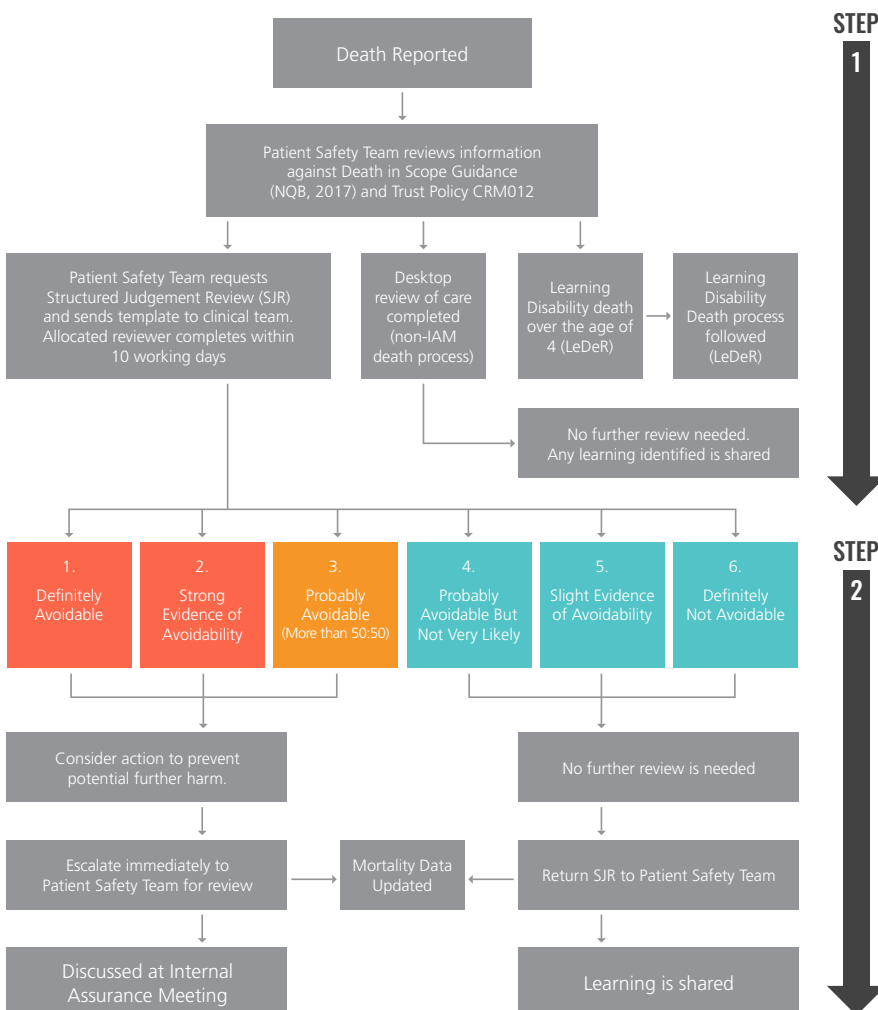 STEP
1
Death Reported
Patient Safety Team reviews information
against Death in Scope Guidance
(NQB, 2017) and Trust Policy CRM012
Patient Safety Team requests
Structured Judgement Review (SJR)
and sends template to clinical team.
Allocated reviewer completes within
10 working days
Desktop
review of care
completed
(non-IAM
death process)
Learning
Disability death
over the age of
4 (LeDeR)
Learning
Disability
Death process
followed
(LeDeR)
No further review needed.
Any learning identified is shared
STEP
2
1.
Definitely
Avoidable
2.
Strong
Evidence of
Avoidability
3.
Probably
Avoidable
(More than 50:50)
4.
Probably
Avoidable But
Not Very Likely
5.
Slight Evidence
of Avoidability
6.
Definitely
Not Avoidable
Consider action to prevent
potential further harm.
No further review is needed
Escalate immediately to
Patient Safety Team for review
Mortality Data
Updated
Return SJR to Patient Safety Team
Discussed at Internal
Assurance Meeting
Learning is shared